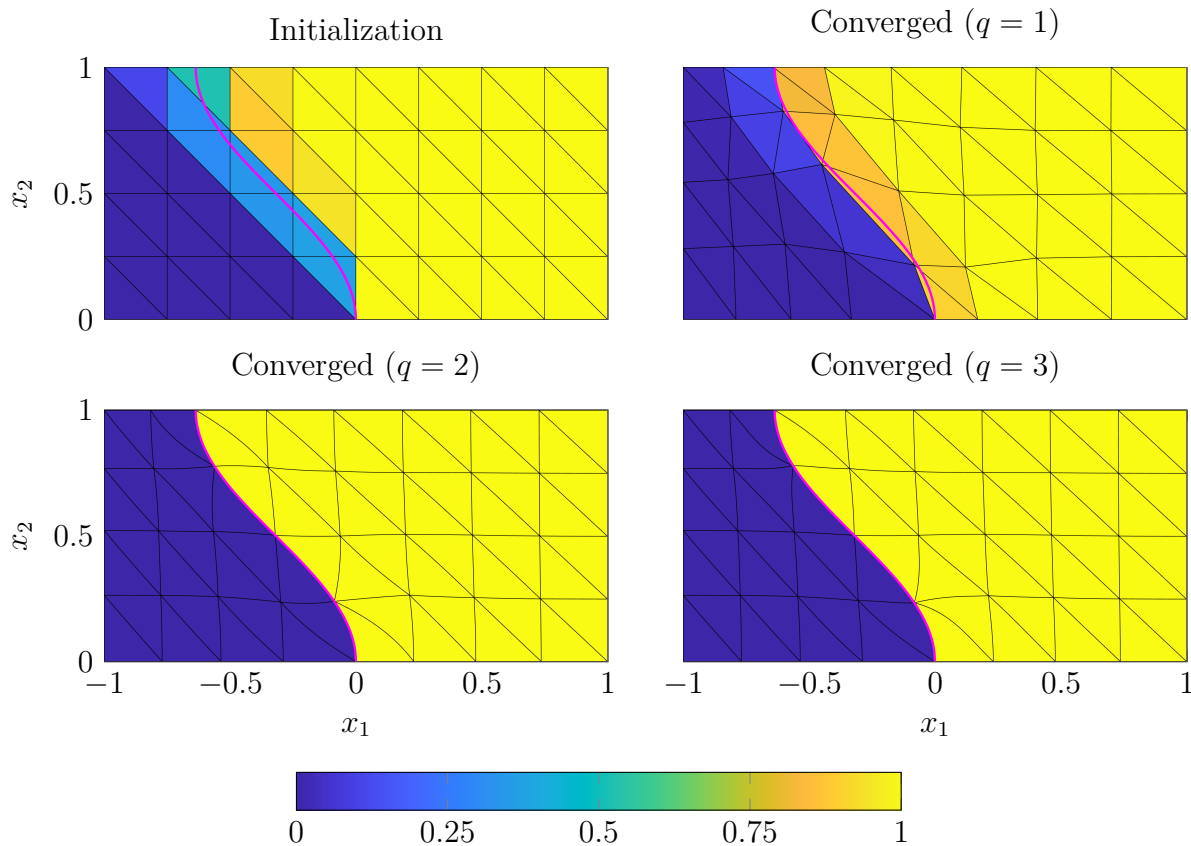 Initialization
Converged (q = 1)
1
0.5
0
x₂
Converged (q = 2)
Converged (q = 3)
1
0.5
0
x₂
−1 −0.5 0 0.5 1
−1 −0.5 0 0.5 1
x₁
x₁
0 0.25 0.5 0.75 1